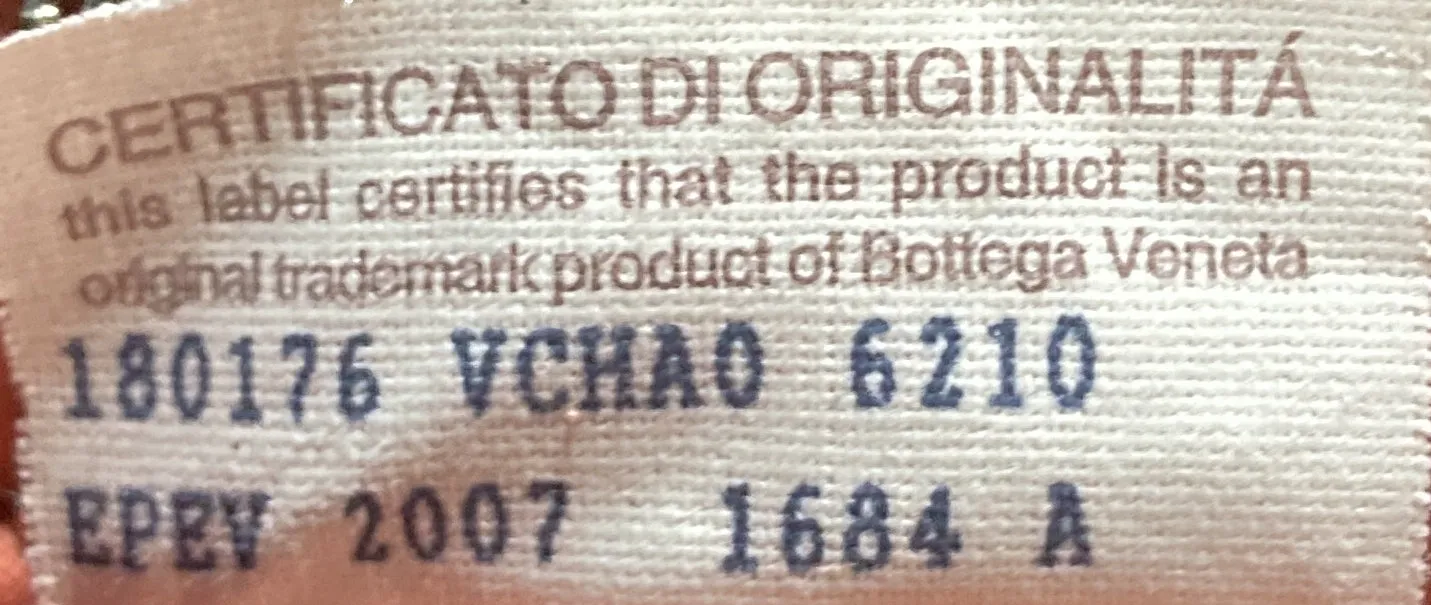 CERTIFICATO DI ORIGINALITÁ
this label certifies that the product is an
original trademark product of Bottega Veneta
180176 VCHAO 6210
EPEV 2007 1684 A